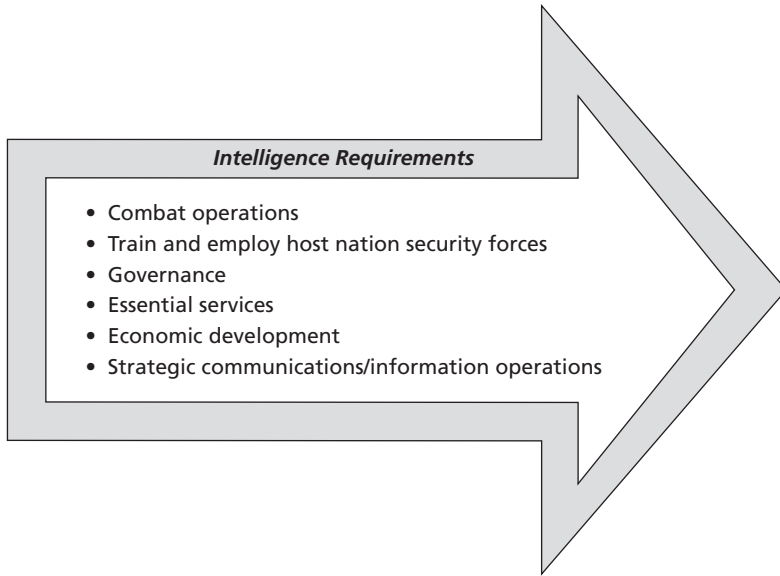 Intelligence Requirements
• Combat operations
• Train and employ host nation security forces
• Governance
• Essential services
• Economic development
• Strategic communications/information operations